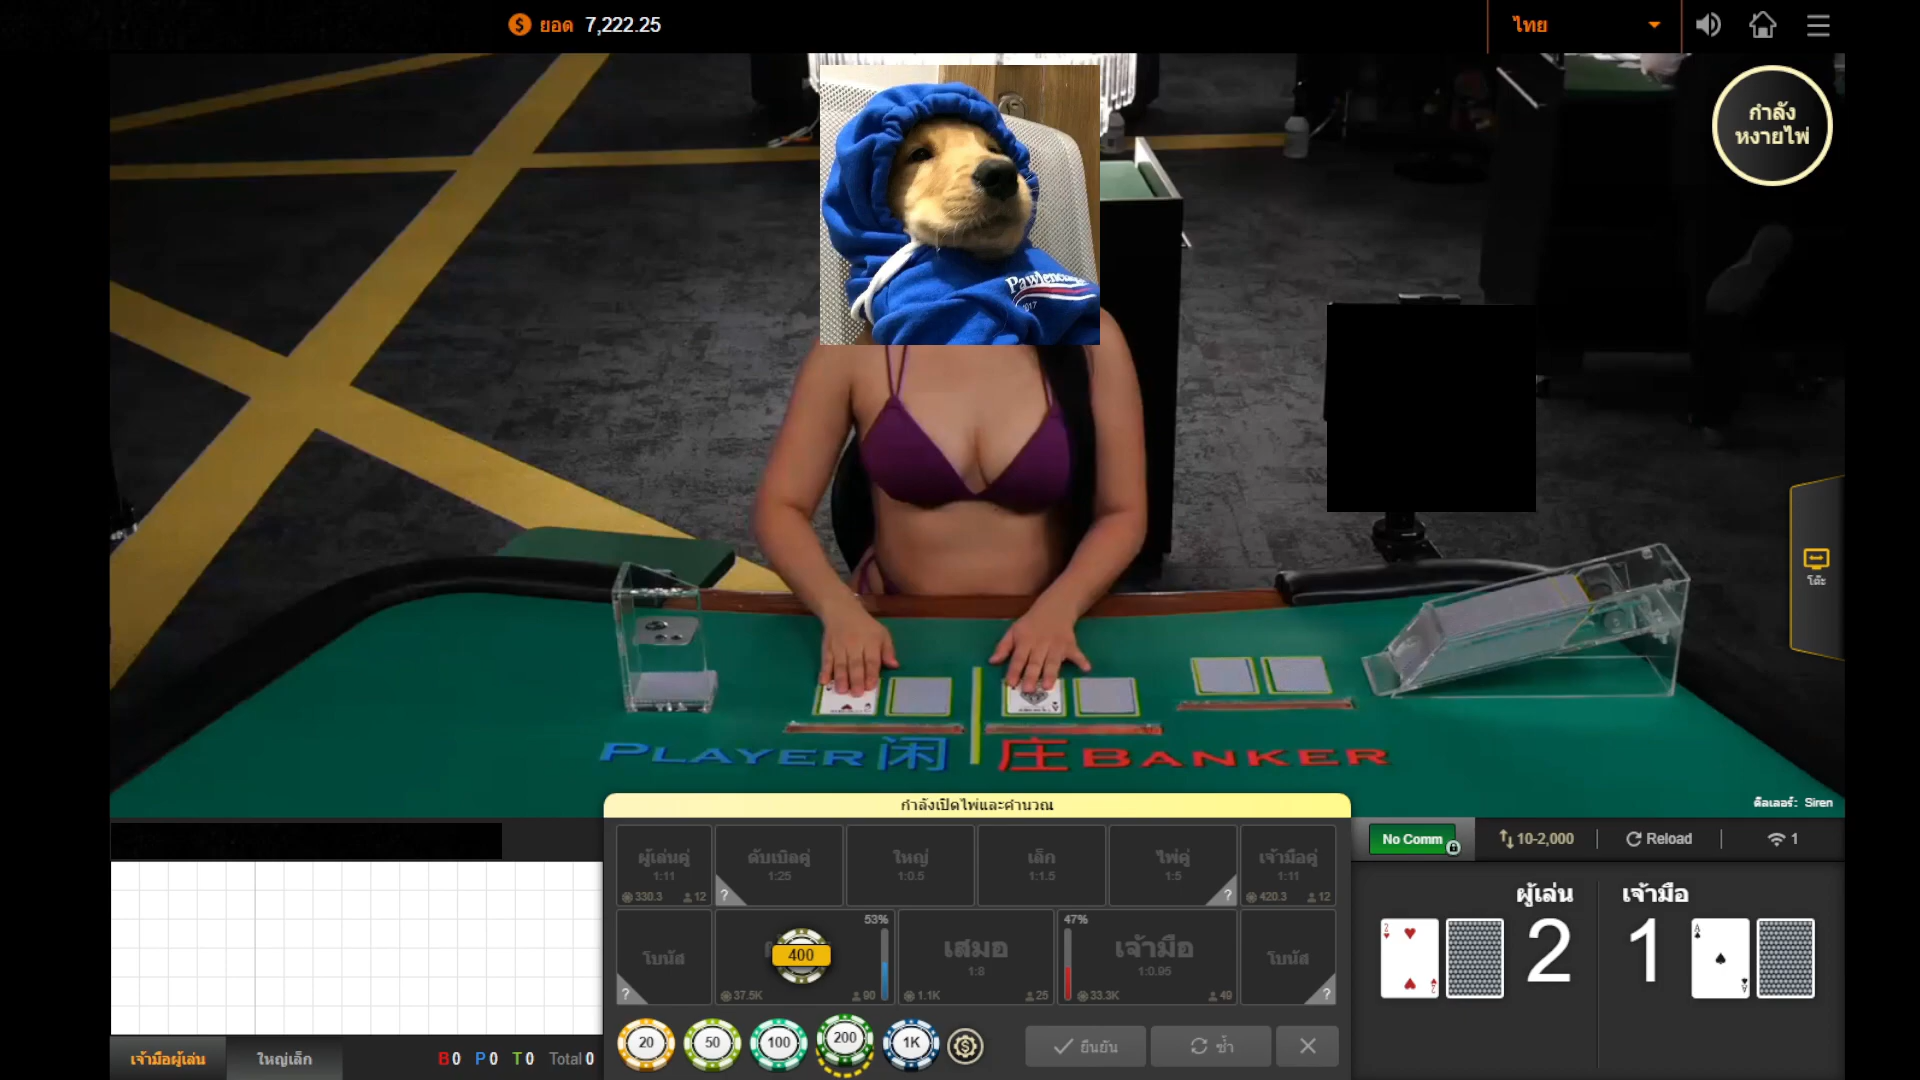 ยอด 7,222.25
ไทย
กำลัง
หงายไพ่
โต๊ะ
PLAYER 闲 庄 BANKER
ดีลเลอร์: Siren
กำลังเปิดไพ่และคำนวณ
ผู้เล่นคู่ ดับเบิลคู่ ใหญ่ เล็ก ไพ่คู่ เจ้ามือคู่
1:11 1:25 1:0.5 1:1.5 1:5 1:11
330.3 12 ? ? 420.3 12
53% 47%
โบนัส 400 เสมอ เจ้ามือ โบนัส
1:8 1:0.95
? 37.5K 90 1.1K 25 33.3K 49 ?
20 50 100 200 1K ยืนยัน ซ้ำ
No Comm 10-2,000 Reload 1
ผู้เล่น เจ้ามือ
2 1
เจ้ามือผู้เล่น ใหญ่เล็ก B 0 P 0 T 0 Total 0